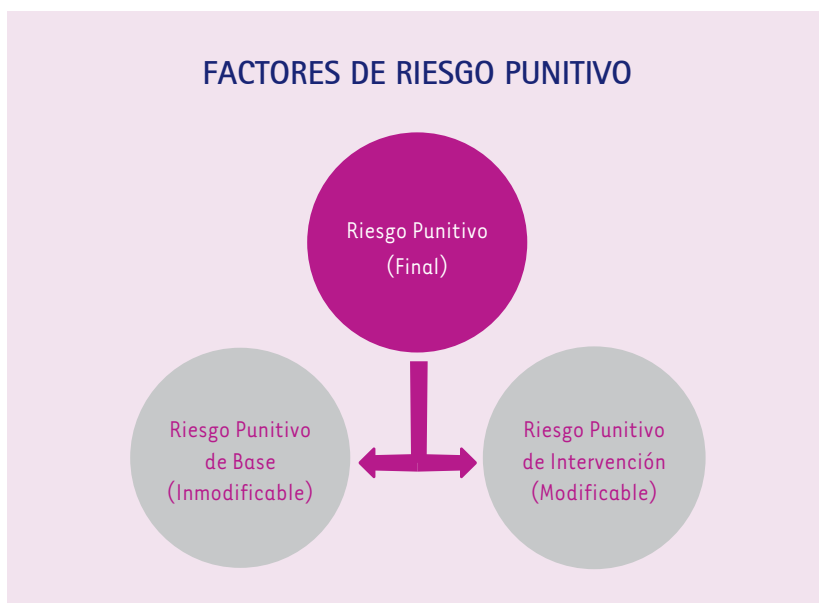 FACTORES DE RIESGO PUNITIVO
Riesgo Punitivo
(Final)
Riesgo Punitivo
de Base
(Inmodificable)
Riesgo Punitivo
de Intervención
(Modificable)